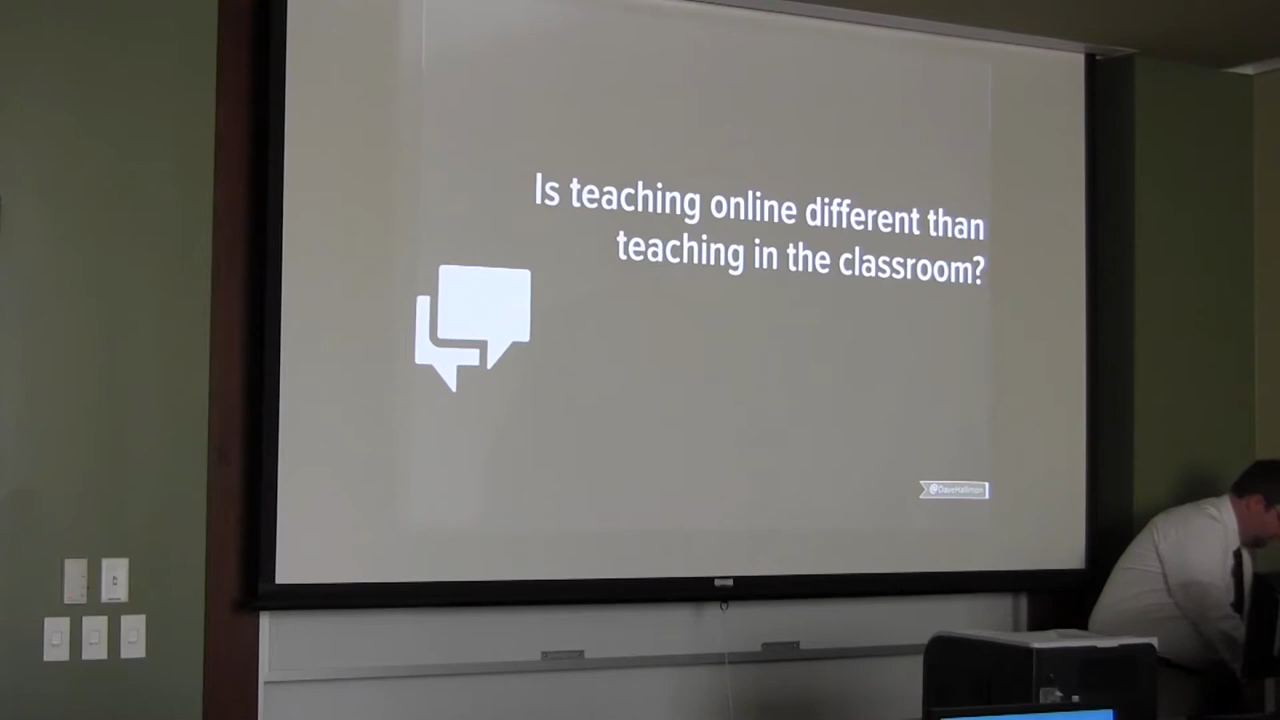 Is teaching online different than
teaching in the classroom?
@DaveHallmon